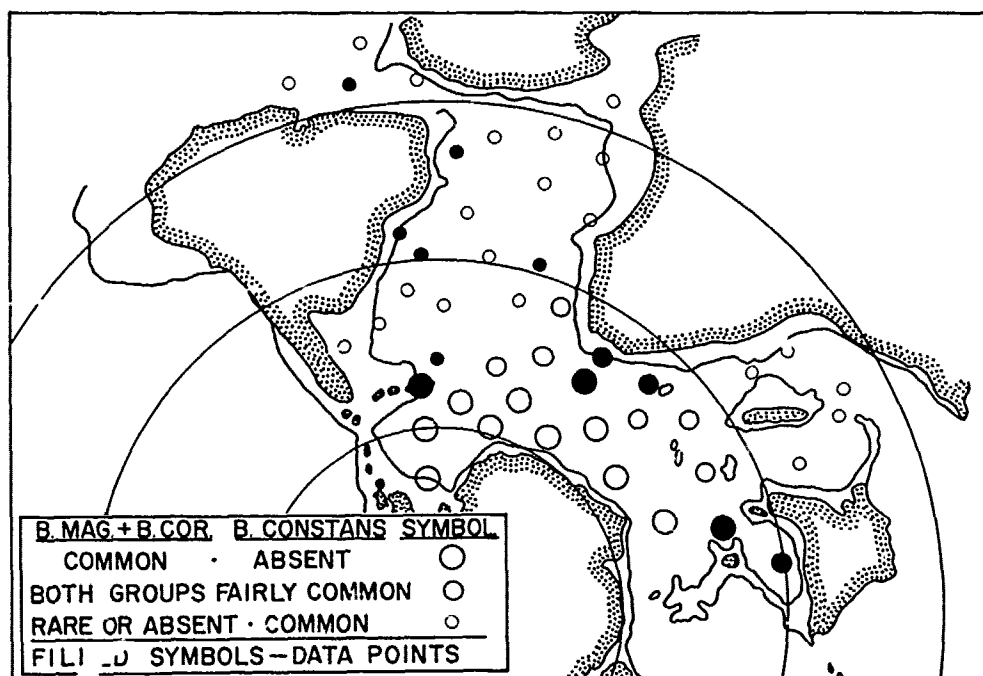 B. MAG. + B. COR. B. CONSTANS SYMBOL
COMMON · ABSENT
BOTH GROUPS FAIRLY COMMON
RARE OR ABSENT · COMMON
SYMBOLS—DATA POINTS